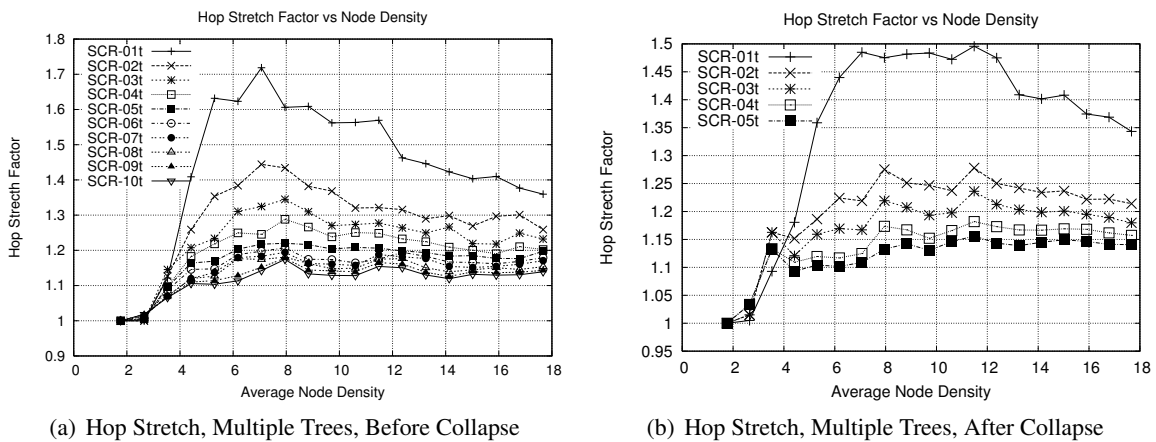 Hop Stretch Factor vs Node Density
Hop Strecth Factor
1.8
1.7
1.6
1.5
1.4
1.3
1.2
1.1
1
0.9
SCR-01t
SCR-02t
SCR-03t
SCR-04t
SCR-05t
SCR-06t
SCR-07t
SCR-08t
SCR-09t
SCR-10t
0 2 4 6 8 10 12 14 16 18
Average Node Density
(a) Hop Stretch, Multiple Trees, Before Collapse
Hop Stretch Factor vs Node Density
Hop Strecth Factor
1.5
1.45
1.4
1.35
1.3
1.25
1.2
1.15
1.1
1.05
1
0.95
SCR-01t
SCR-02t
SCR-03t
SCR-04t
SCR-05t
0 2 4 6 8 10 12 14 16 18
Average Node Density
(b) Hop Stretch, Multiple Trees, After Collapse